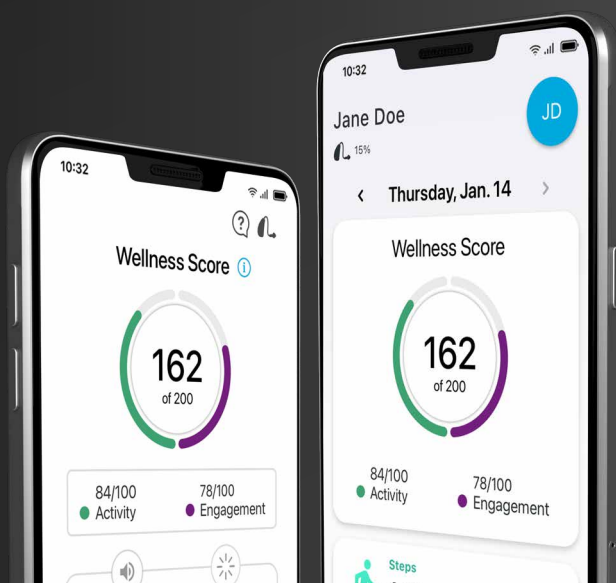 10:32
Wellness Score
162
of 200
84/100
Activity
78/100
Engagement
10:32
Jane Doe
JD
15%
Thursday, Jan. 14
Wellness Score
162
of 200
84/100
Activity
78/100
Engagement
Steps